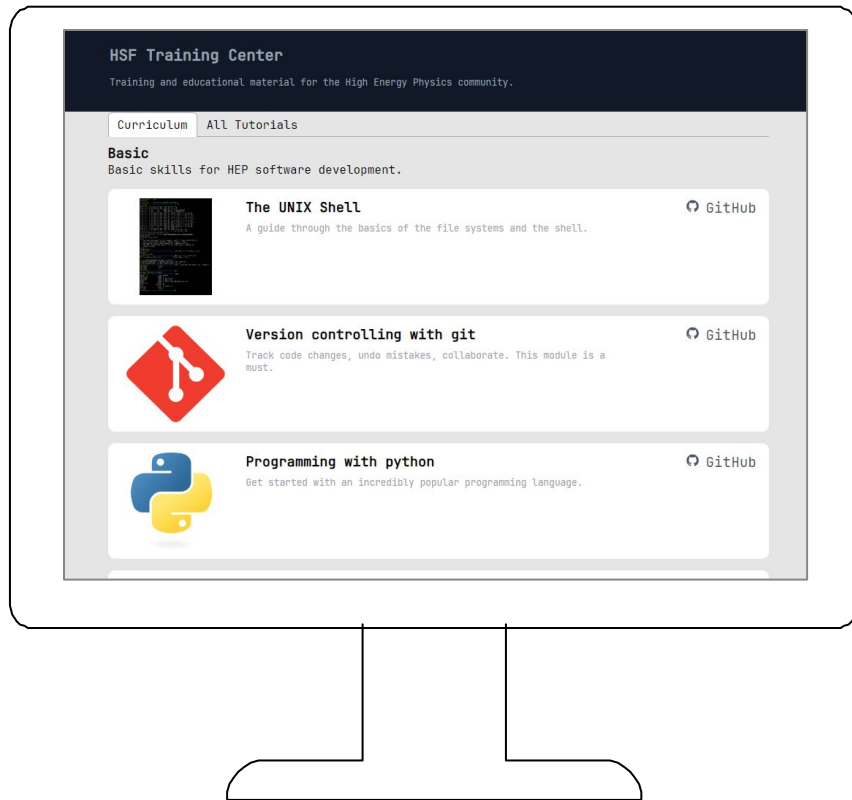 HSF Training Center
Training and educational material for the High Energy Physics community.
Curriculum All Tutorials
Basic
Basic skills for HEP software development.
The UNIX Shell
GitHub
A guide through the basics of the file systems and the shell.
Version controlling with git
GitHub
Track code changes, undo mistakes, collaborate. This module is a
must.
Programming with python
GitHub
Get started with an incredibly popular programming language.